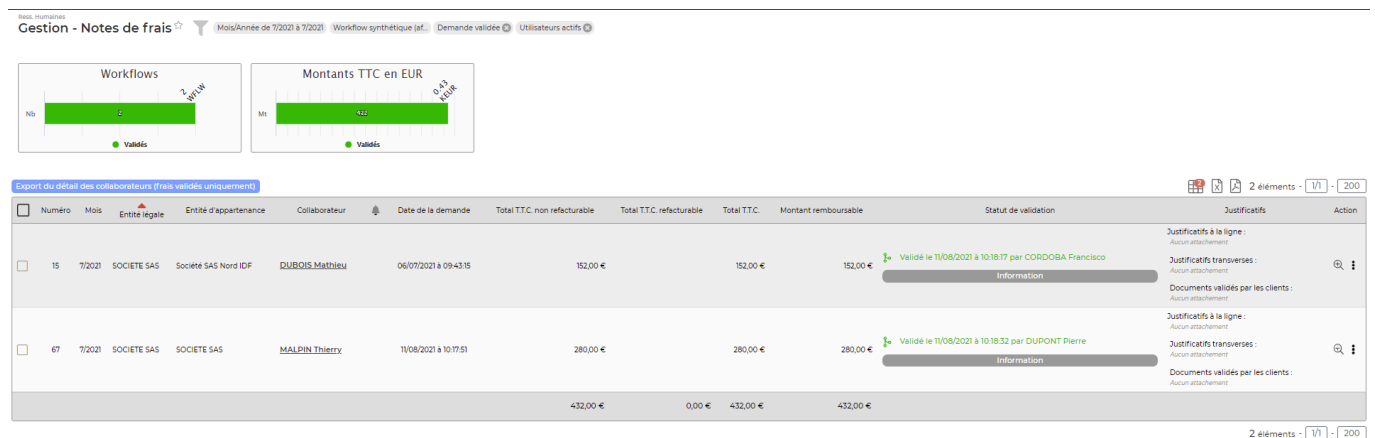 Ress. Humaines
Gestion - Notes de frais
Mois/Année de 7/2021 à 7/2021 Workflow synthétique (af... Demande validée Utilisateurs actifs
Workflows
2 WFLW
Nb 2
Validés
Montants TTC en EUR
0.43 KEUR
Mt
Validés
Export du détail des collaborateurs (frais validés uniquement)
2 2 éléments - 1/1 - 200
Numéro Mois Entité légale Entité d'appartenance Collaborateur Date de la demande Total T.T.C. non refacturable Total T.T.C. refacturable Total T.T.C. Montant remboursable Statut de validation Justificatifs Action
15 7/2021 SOCIETE SAS Société SAS Nord IDF DUBOIS Mathieu 06/07/2021 à 09:43:15 152,00 € 152,00 € 152,00 € Validé le 11/08/2021 à 10:18:17 par CORDOBA Francisco
Information
Justificatifs à la ligne :
Aucun attachement
Justificatifs transverses :
Aucun attachement
Documents validés par les clients :
Aucun attachement
67 7/2021 SOCIETE SAS SOCIETE SAS MALPIN Thierry 11/08/2021 à 10:17:51 280,00 € 280,00 € 280,00 € Validé le 11/08/2021 à 10:18:32 par DUPONT Pierre
Information
Justificatifs à la ligne :
Aucun attachement
Justificatifs transverses :
Aucun attachement
Documents validés par les clients :
Aucun attachement
432,00 € 0,00 € 432,00 € 432,00 €
2 éléments - 1/1 - 200